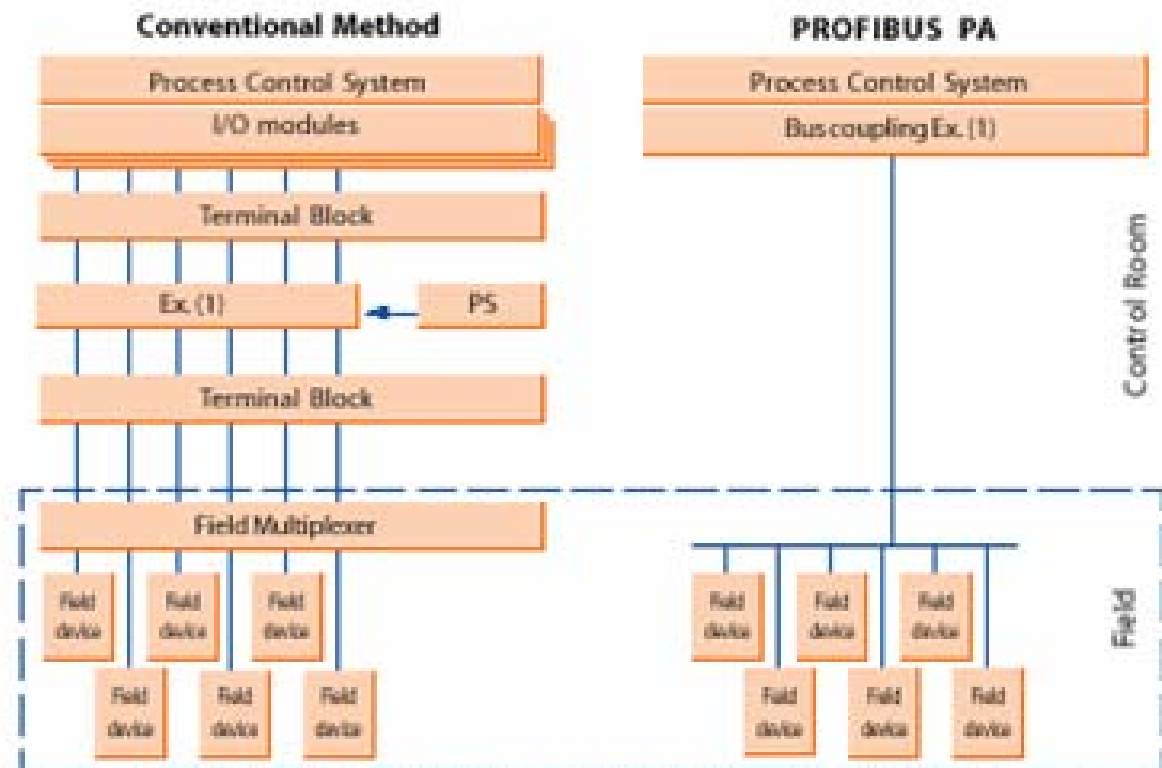 Conventional Method
Process Control System
I/O modules
Terminal Block
Ex. (1)
PS
Terminal Block
Field Multiplexer
Field
device
Field
device
Field
device
Field
device
Field
device
Field
device
PROFIBUS PA
Process Control System
Bus coupling Ex. (1)
Field
device
Field
device
Field
device
Field
device
Field
device
Field
device
Control Room
Field